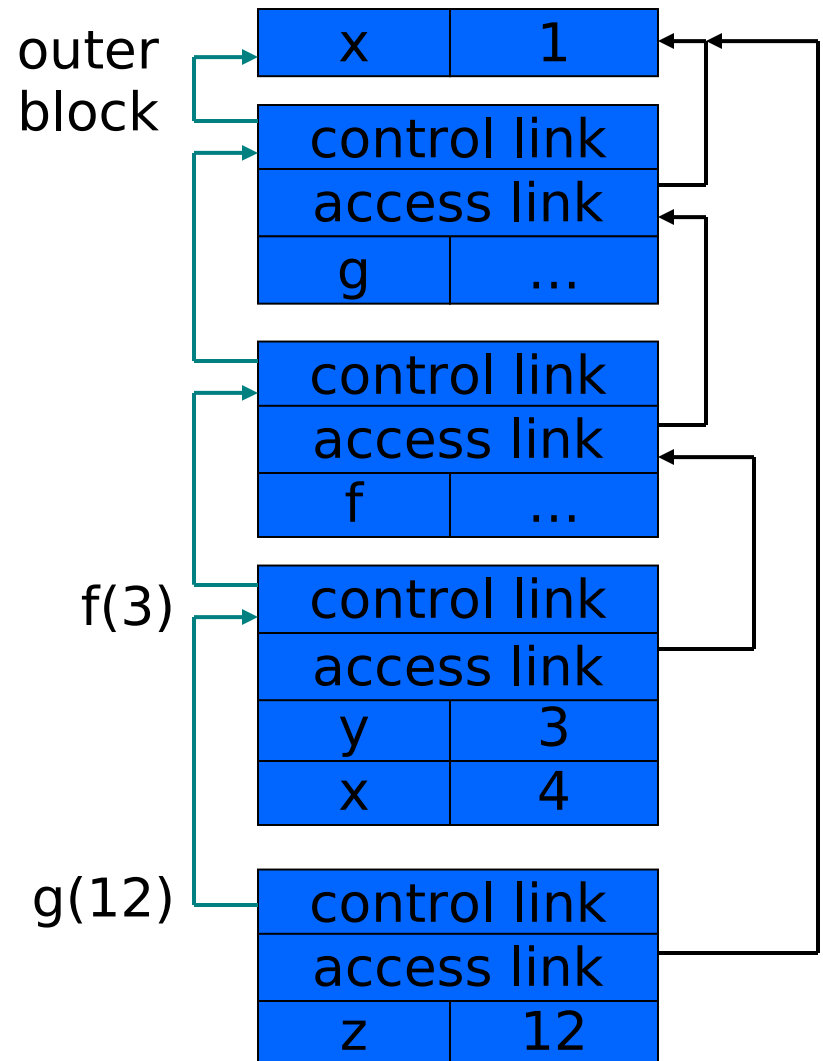 outer
block
x 1
control link
access link
g ...
control link
access link
f ...
f(3)
control link
access link
y 3
x 4
g(12)
control link
access link
z 12